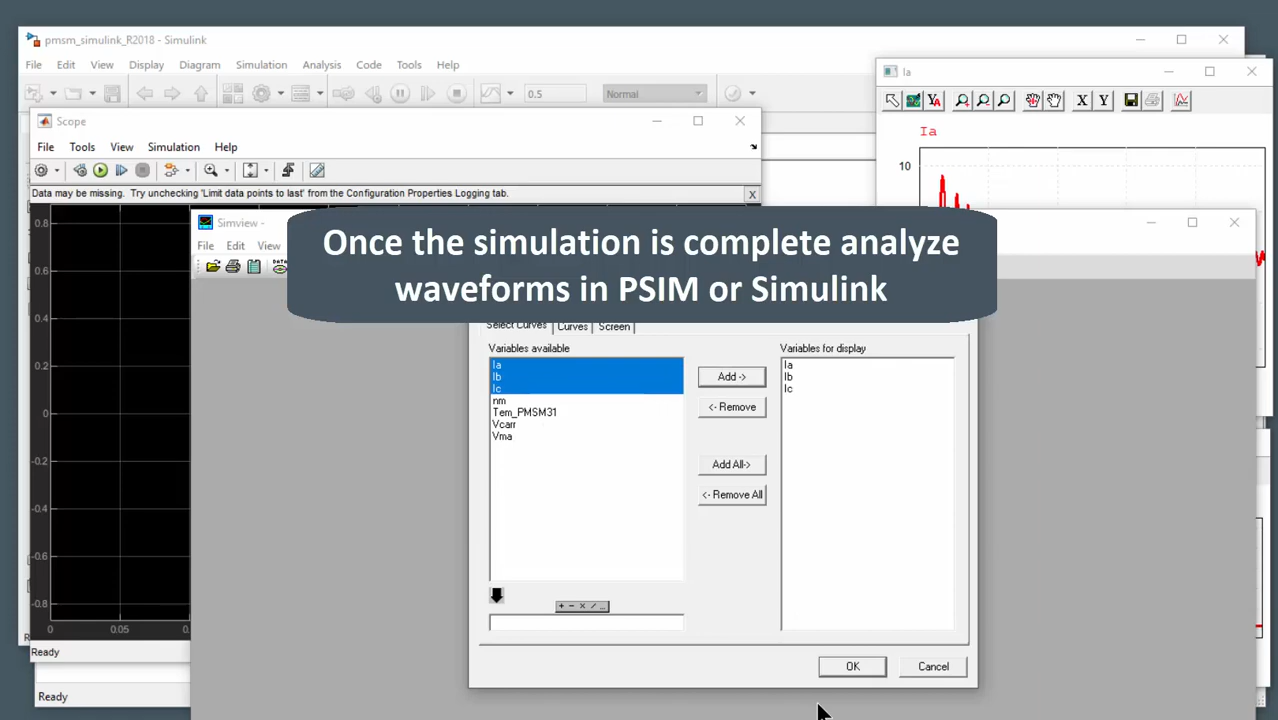 pmsm_simulink_R2018 - Simulink
File Edit View Display Diagram Simulation Analysis Code Tools Help
0.5 Normal
Ia
Scope
File Tools View Simulation Help
Data may be missing. Try unchecking 'Limit data points to last' from the Configuration Properties Logging tab.
X
X Y
Ia
10
Simview -
File Edit View
Once the simulation is complete analyze
waveforms in PSIM or Simulink
Select Curves Curves Screen
Variables available
Variables for display
Ia
Ib
Ic
nm
Tem_PMSM31
Vcarr
Vma
Add ->
<- Remove
Add All->
<- Remove All
Ia
Ib
Ic
OK
Cancel
0.8
0.6
0.4
0.2
0
-0.2
-0.4
-0.6
-0.8
0 0.05
Ready
Ready